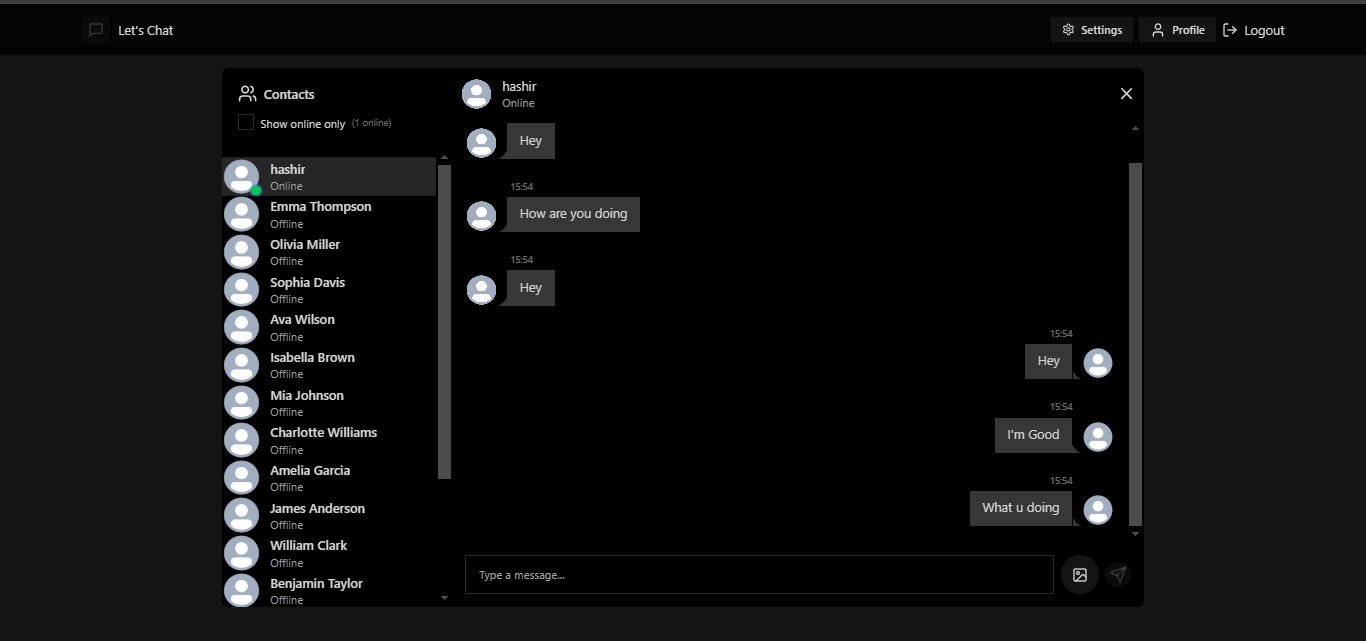 Let's Chat
Settings
Profile
Logout
Contacts
Show online only (1 online)
hashir
Online
Emma Thompson
Offline
Olivia Miller
Offline
Sophia Davis
Offline
Ava Wilson
Offline
Isabella Brown
Offline
Mia Johnson
Offline
Charlotte Williams
Offline
Amelia Garcia
Offline
James Anderson
Offline
William Clark
Offline
Benjamin Taylor
Offline
hashir
Online
Hey
15:54
How are you doing
15:54
Hey
15:54
Hey
15:54
I'm Good
15:54
What u doing
Type a message...